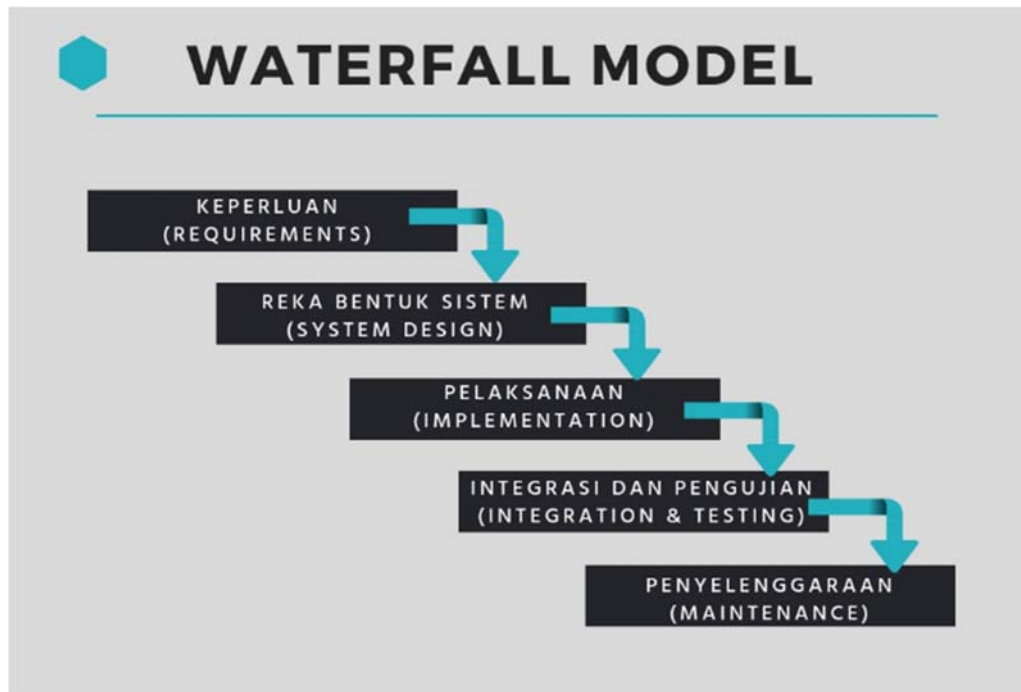 WATERFALL MODEL
KEPERLUAN
(REQUIREMENTS)
REKA BENTUK SISTEM
(SYSTEM DESIGN)
PELAKSANAAN
(IMPLEMENTATION)
INTEGRASI DAN PENGUJIAN
(INTEGRATION & TESTING)
PENYELENGGARAAN
(MAINTENANCE)